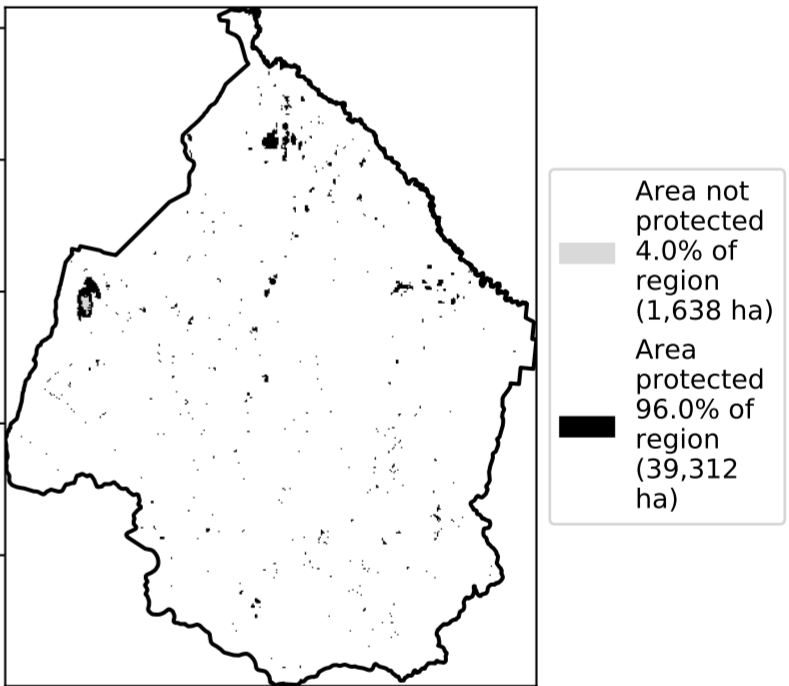 Area not
protected
4.0% of
region
(1,638 ha)
Area
protected
96.0% of
region
(39,312
ha)